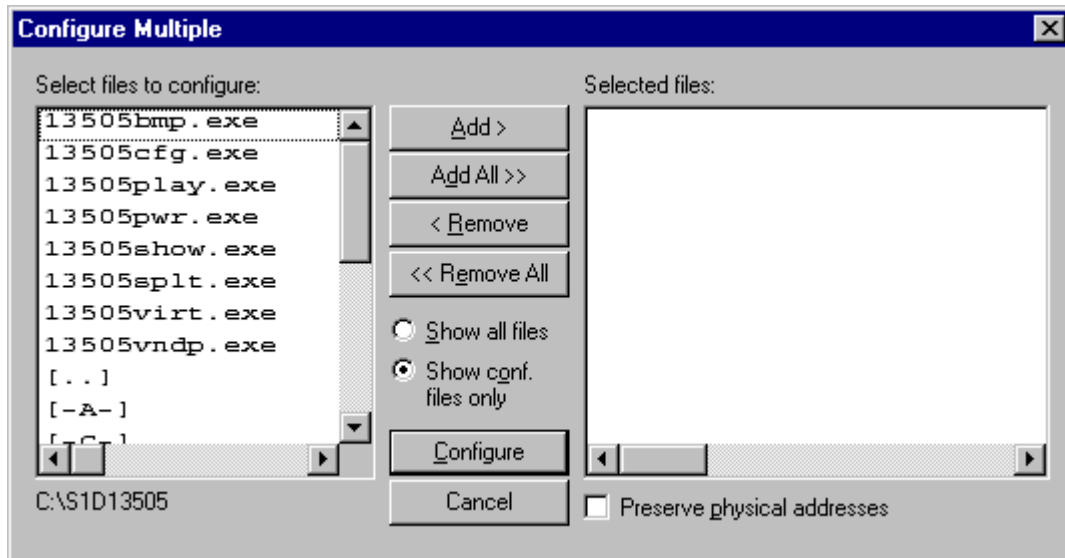 Configure Multiple
Select files to configure:
13505bmp.exe
13505cfg.exe
13505play.exe
13505pwr.exe
13505show.exe
13505splt.exe
13505virt.exe
13505vndp.exe
[..]
[-A-]
[-C-]
C:\S1D13505
Add >
Add All >>
< Remove
<< Remove All
Show all files
Show conf.
files only
Configure
Cancel
Selected files:
Preserve physical addresses